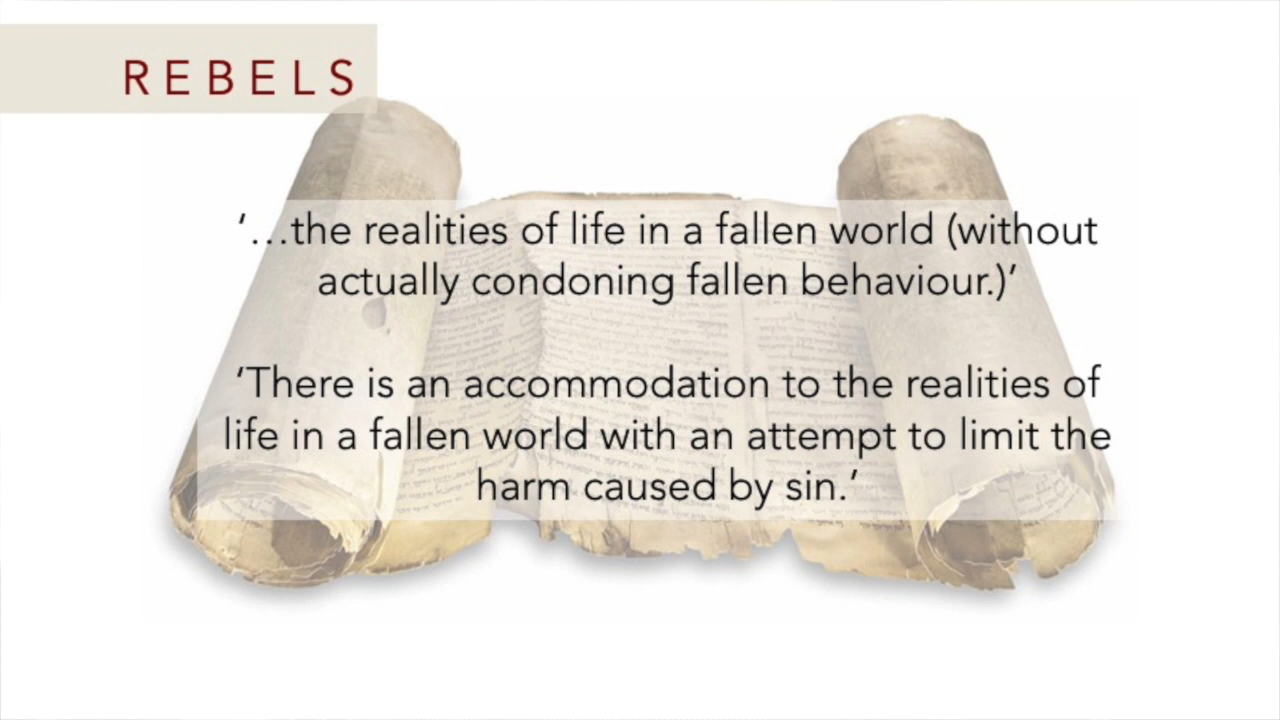 REBELS
‘…the realities of life in a fallen world (without
actually condoning fallen behaviour.)’
‘There is an accommodation to the realities of
life in a fallen world with an attempt to limit the
harm caused by sin.’